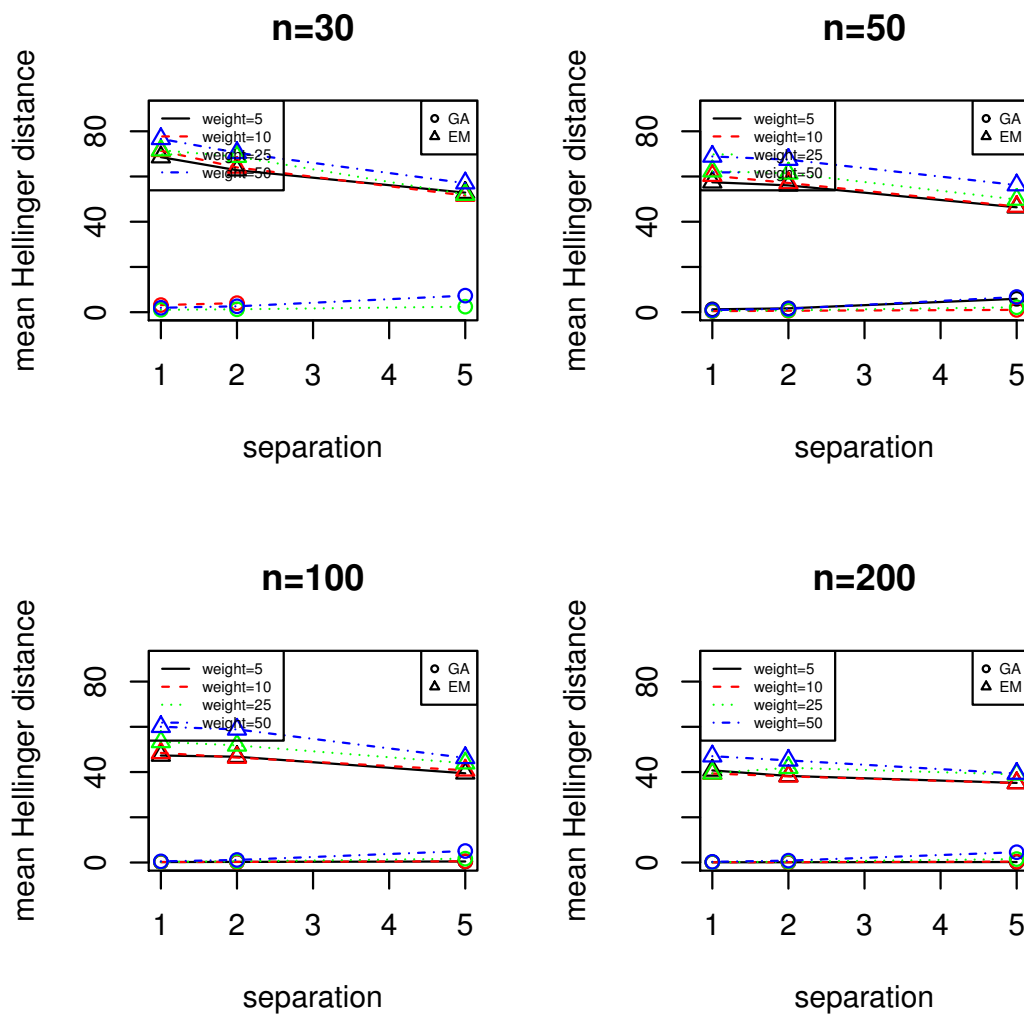 n=30
mean Hellinger distance
80
40
0
weight=5
weight=10
weight=25
weight=50
GA
EM
1 2 3 4 5
separation
n=50
mean Hellinger distance
80
40
0
weight=5
weight=10
weight=25
weight=50
GA
EM
1 2 3 4 5
separation
n=100
mean Hellinger distance
80
40
0
weight=5
weight=10
weight=25
weight=50
GA
EM
1 2 3 4 5
separation
n=200
mean Hellinger distance
80
40
0
weight=5
weight=10
weight=25
weight=50
GA
EM
1 2 3 4 5
separation